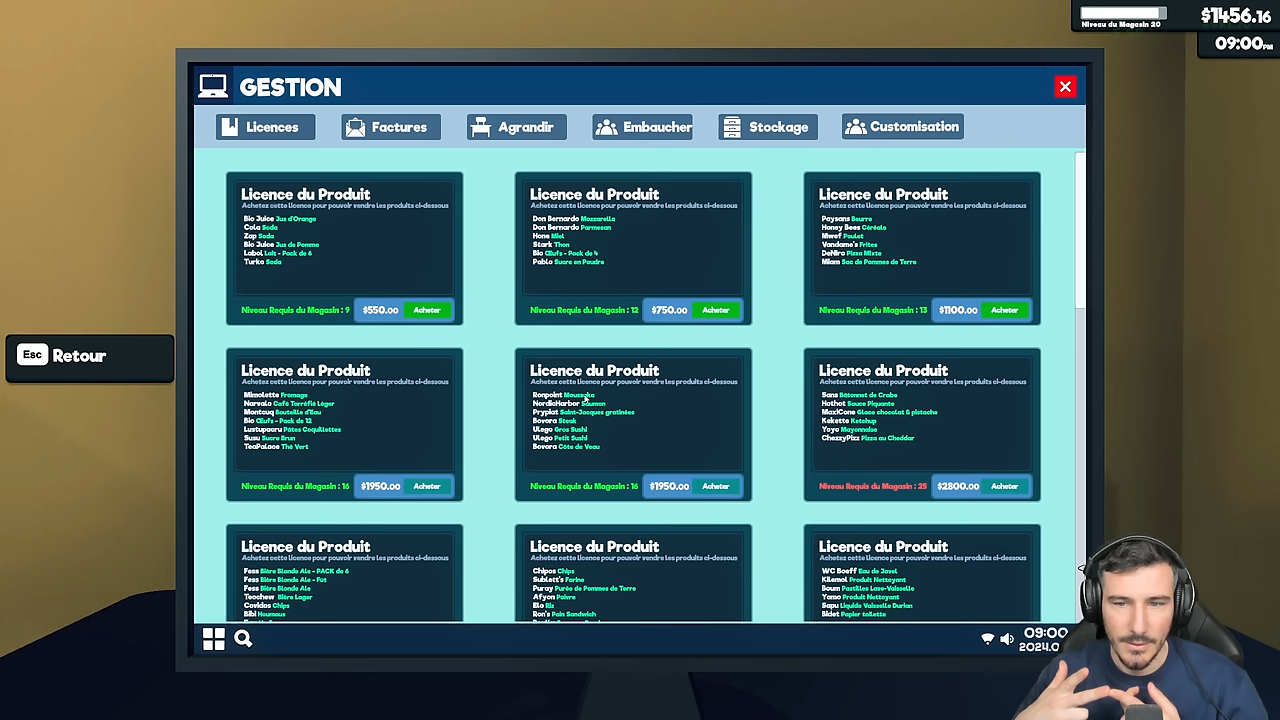 $1456.16
Niveau du Magasin 20
09:00PM
GESTION
Licences
Factures
Agrandir
Embaucher
Stockage
Customisation
Licence du Produit
Achetez cette licence pour pouvoir vendre les produits ci-dessous
Bio Juice Jus d'Orange
Cola Soda
Zap Soda
Bio Juice Jus de Pomme
Labol Lait - Pack de 6
Turko Soda
Niveau Requis du Magasin : 9
$550.00
Acheter
Licence du Produit
Achetez cette licence pour pouvoir vendre les produits ci-dessous
Don Bernardo Mozzarella
Don Bernardo Parmesan
Hone Miel
Stark Thon
Bio Œufs - Pack de 4
Pablo Sucre en Poudre
Niveau Requis du Magasin : 12
$750.00
Acheter
Licence du Produit
Achetez cette licence pour pouvoir vendre les produits ci-dessous
Paysans Beurre
Honey Bees Céréale
Mwef Poulet
Vandame's Frites
DeNiro Pizza Mixte
Miam Sac de Pommes de Terre
Niveau Requis du Magasin : 13
$1100.00
Acheter
Esc Retour
Licence du Produit
Achetez cette licence pour pouvoir vendre les produits ci-dessous
Mimolette Fromage
Narvalo Café Torréfié Léger
Montcuq Bouteille d'Eau
Bio Œufs - Pack de 12
Lustupacru Pâtes Coquillettes
Susu Sucre Brun
TeaPalace Thé Vert
Niveau Requis du Magasin : 16
$1950.00
Acheter
Licence du Produit
Achetez cette licence pour pouvoir vendre les produits ci-dessous
Ronpoint Moussaka
NordicHarbor Saumon
Prypiat Saint-Jacques gratinées
Bovora Steak
Ulego Gros Sushi
Ulego Petit Sushi
Bovora Côte de Veau
Niveau Requis du Magasin : 16
$1950.00
Acheter
Licence du Produit
Achetez cette licence pour pouvoir vendre les produits ci-dessous
Sans Bâtonnet de Crabe
Hothot Sauce Piquante
MaxiCone Glace chocolat & pistache
Kekette Ketchup
Yoyo Mayonnaise
ChezzyPizz Pizza au Cheddar
Niveau Requis du Magasin : 25
$2800.00
Acheter
Licence du Produit
Achetez cette licence pour pouvoir vendre les produits ci-dessous
Fess Bière Blonde Ale - PACK de 6
Fess Bière Blonde Ale - Fut
Fess Bière Blonde Ale
Teochew Bière Lager
Covidas Chips
Bibi Houmous
Licence du Produit
Achetez cette licence pour pouvoir vendre les produits ci-dessous
Chipos Chips
Sublett's Farine
Puray Purée de Pommes de Terre
Afyon Poivre
Elo Riz
Ron's Pain Sandwich
Licence du Produit
Achetez cette licence pour pouvoir vendre les produits ci-dessous
WC Boeff Eau de Javel
Kilemol Produit Nettoyant
Boum Pastilles Lave-Vaisselle
Yamo Produit Nettoyant
Sapu Liquide Vaisselle Durian
Bidet Papier toilette
09:00
2024.0